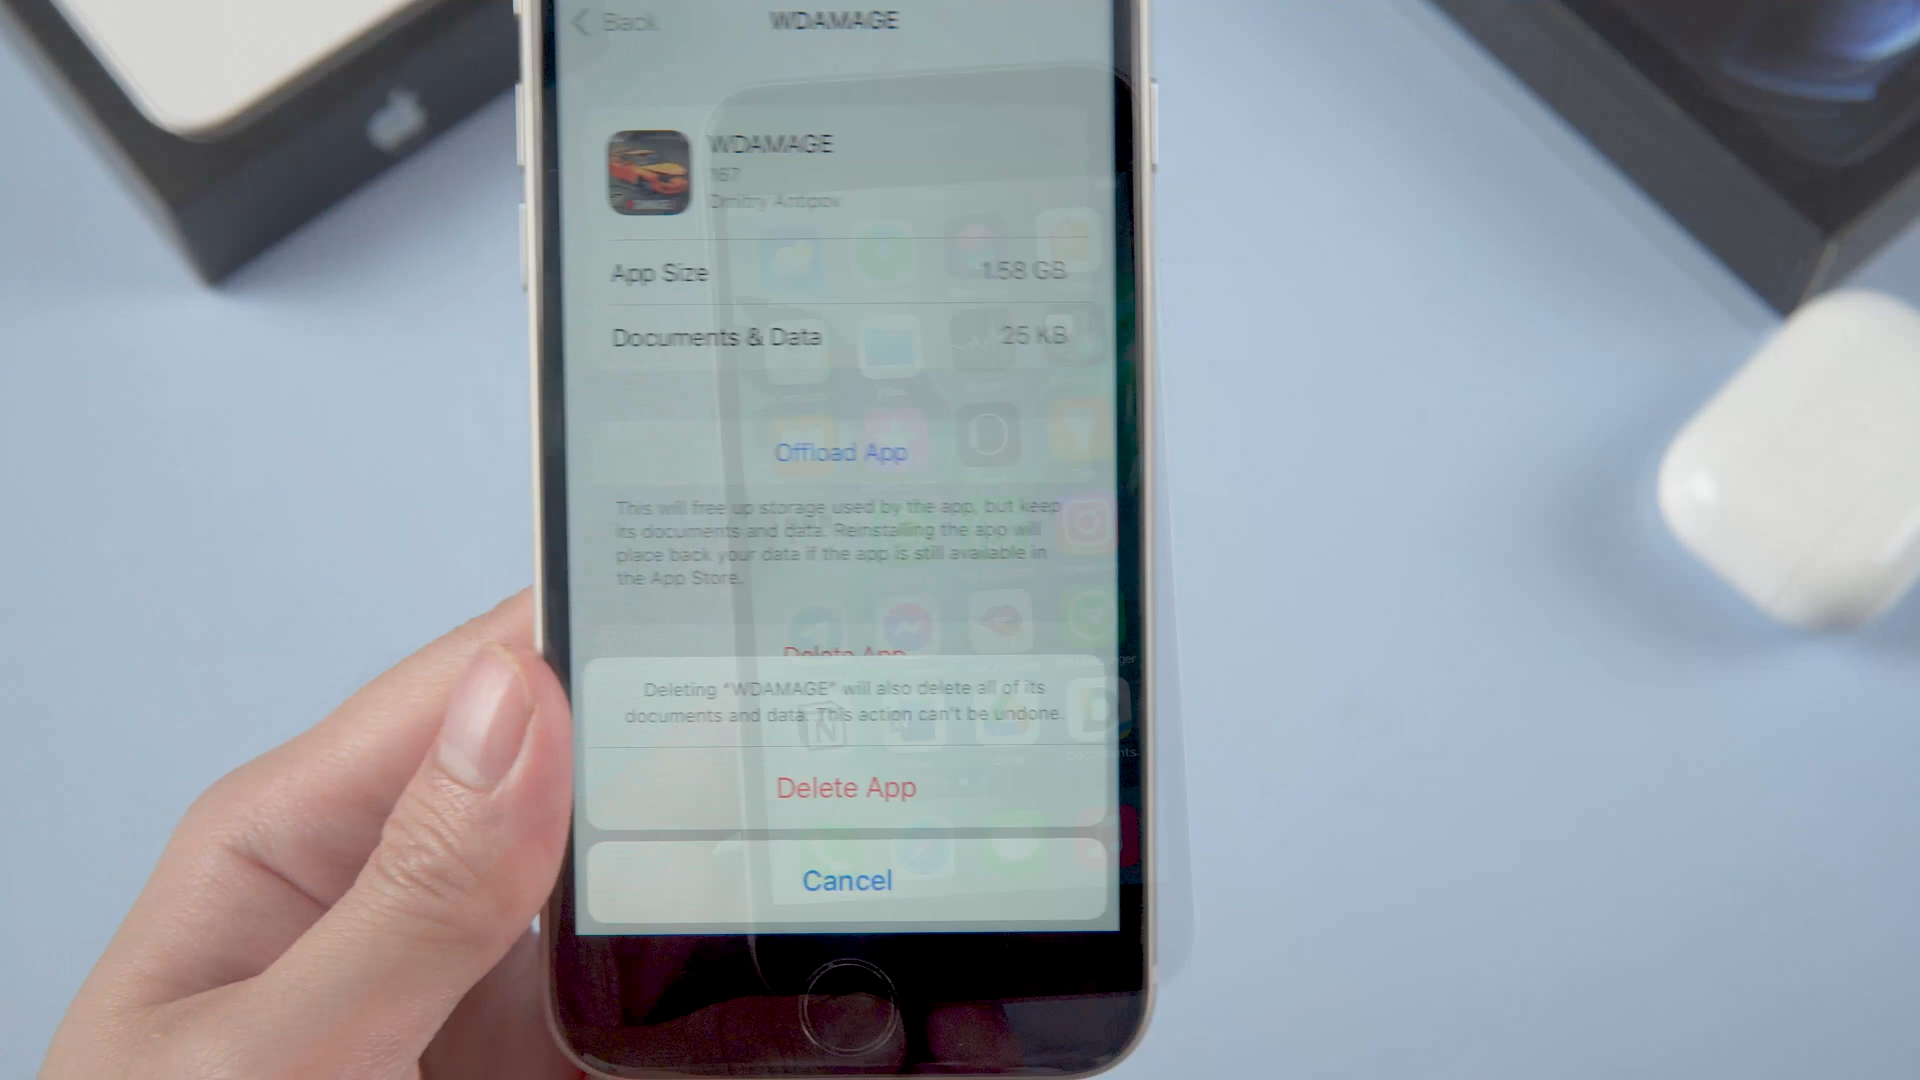 Back
WDAMAGE
WDAMAGE
167
Dmitry Antipov
App Size
1.58 GB
Documents & Data
25 KB
Offload App
This will free up storage used by the app, but keep
its documents and data. Reinstalling the app will
place back your data if the app is still available in
the App Store.
Delete App
Deleting "WDAMAGE" will also delete all of its
documents and data. This action can't be undone.
Delete App
Cancel